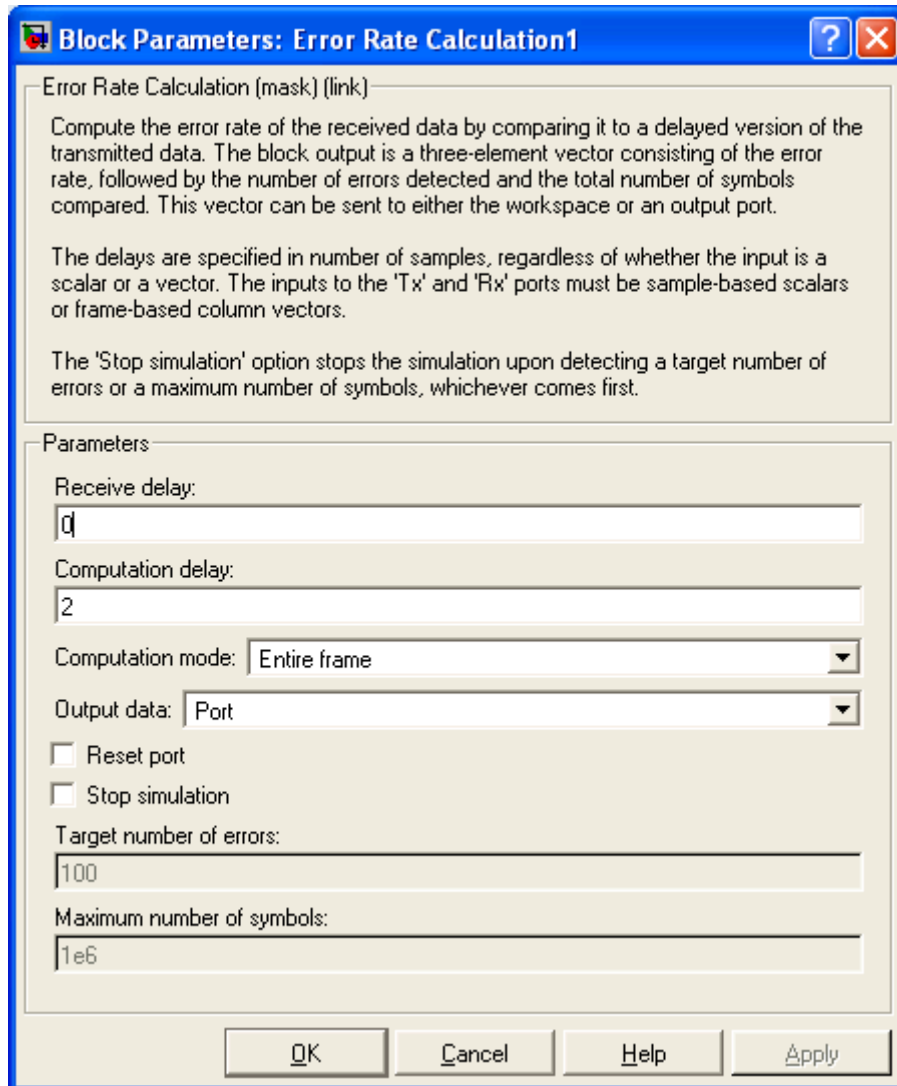 Block Parameters: Error Rate Calculation1
Error Rate Calculation (mask) (link)
Compute the error rate of the received data by comparing it to a delayed version of the
transmitted data. The block output is a three-element vector consisting of the error
rate, followed by the number of errors detected and the total number of symbols
compared. This vector can be sent to either the workspace or an output port.
The delays are specified in number of samples, regardless of whether the input is a
scalar or a vector. The inputs to the 'Tx' and 'Rx' ports must be sample-based scalars
or frame-based column vectors.
The 'Stop simulation' option stops the simulation upon detecting a target number of
errors or a maximum number of symbols, whichever comes first.
Parameters
Receive delay:
0
Computation delay:
2
Computation mode: Entire frame
Output data: Port
Reset port
Stop simulation
Target number of errors:
100
Maximum number of symbols:
1e6
OK Cancel Help Apply